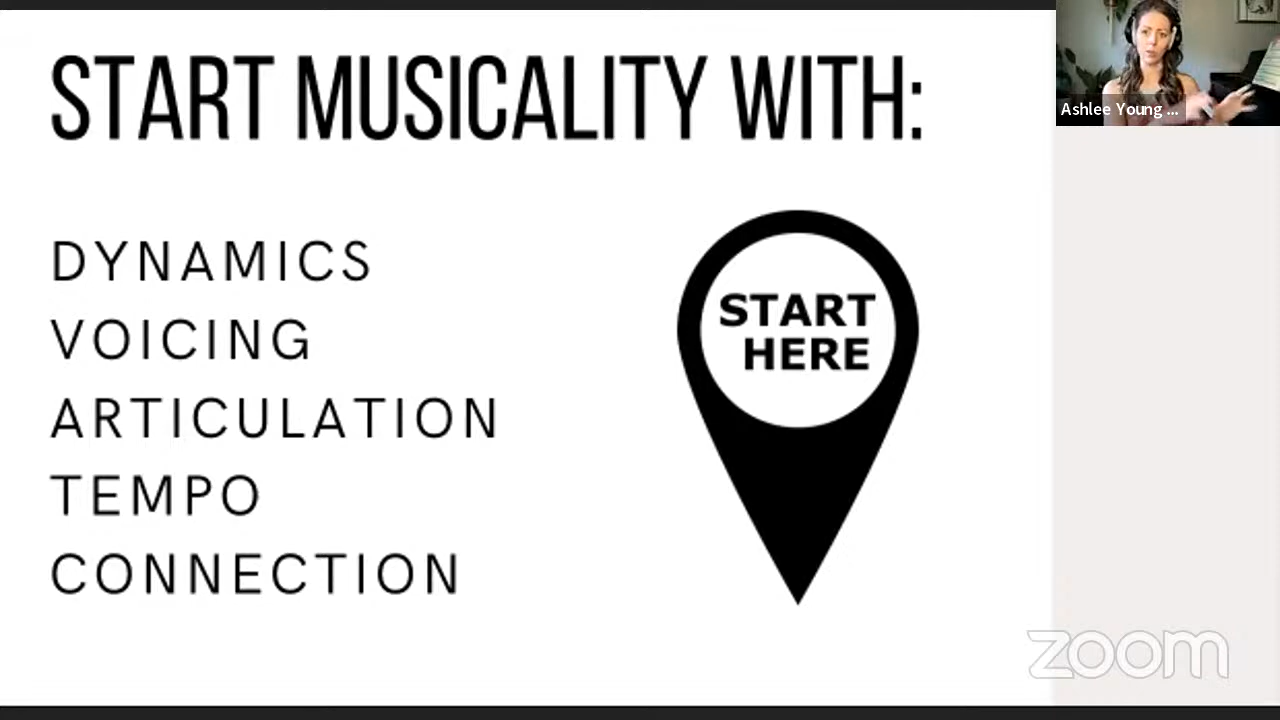 START MUSICALITY WITH:
DYNAMICS
VOICING
ARTICULATION
TEMPO
CONNECTION
START
HERE
Ashlee Young ...
zoom